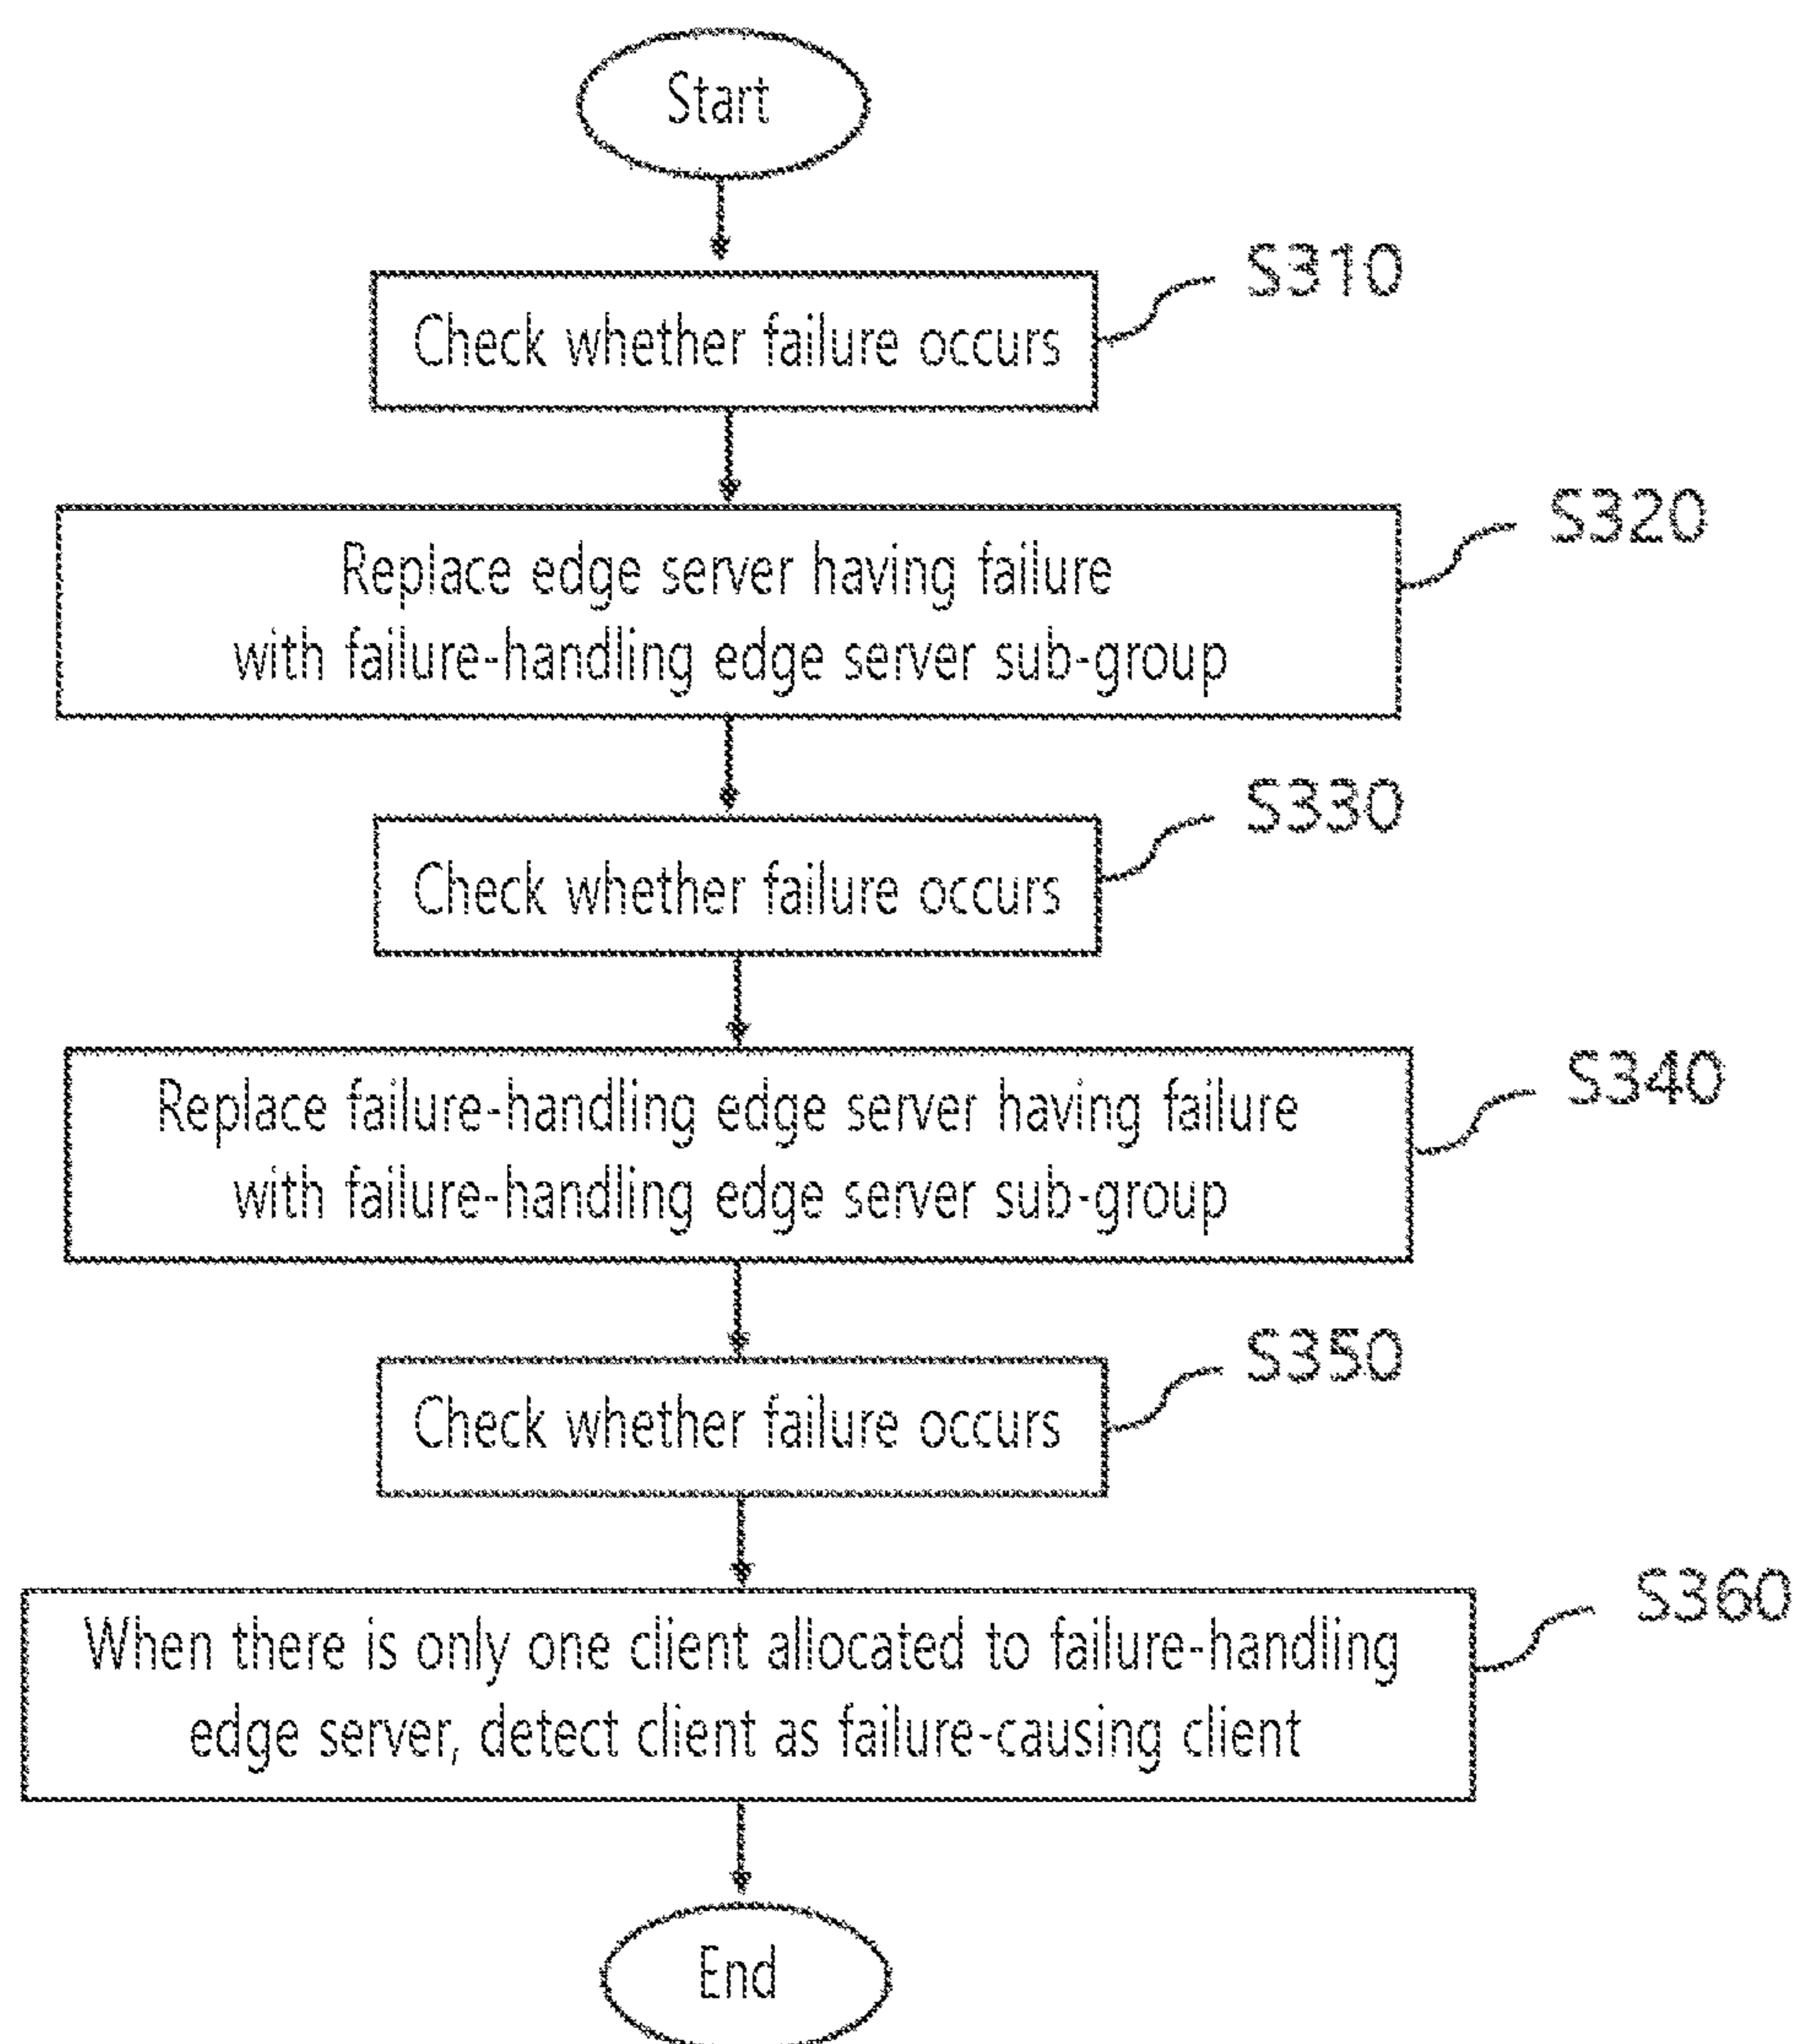 Start
S310
Check whether failure occurs
S320
Replace edge server having failure
with failure-handling edge server sub-group
S330
Check whether failure occurs
S340
Replace failure-handling edge server having failure
with failure-handling edge server sub-group
S350
Check whether failure occurs
S360
When there is only one client allocated to failure-handling
edge server, detect client as failure-causing client
End